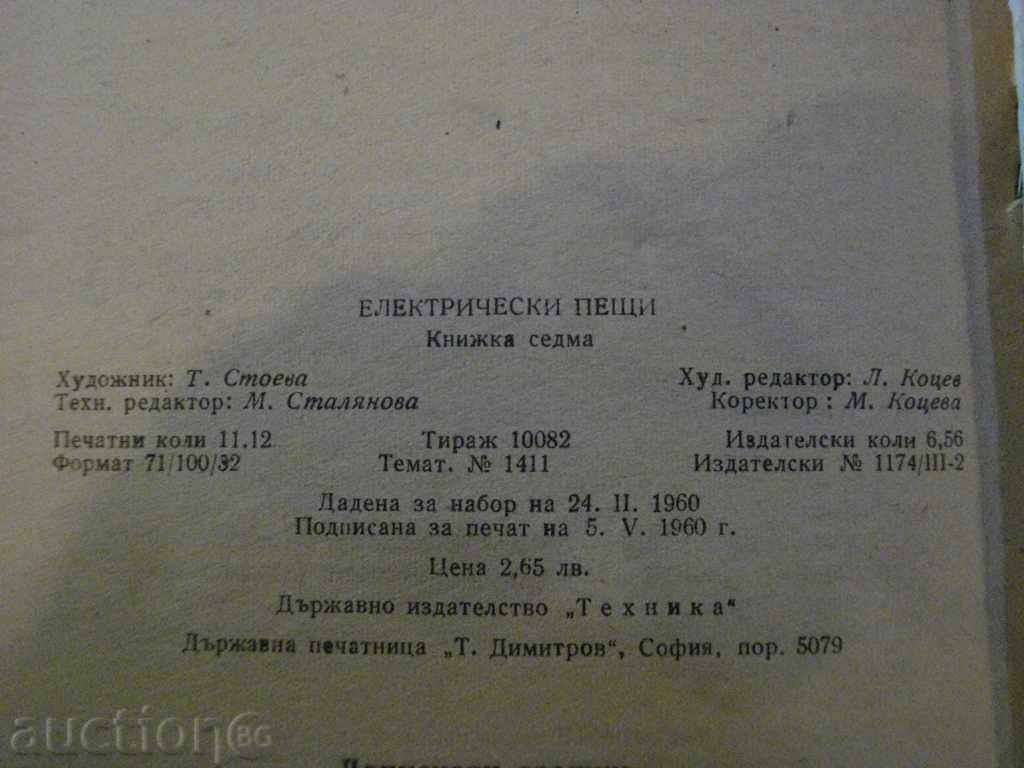 ЕЛЕКТРИЧЕСКИ ПЕЩИ
Книжка седма
Художник: Т. Стоева Худ. редактор: Л. Коцев
Техн. редактор: М. Сталянова Коректор: М. Коцева
Печатни коли 11.12 Тираж 10082 Издателски коли 6,56
Формат 71/100/32 Темат. № 1411 Издателски № 1174/III-2
Дадена за набор на 24. II. 1960
Подписана за печат на 5. V. 1960 г.
Цена 2,65 лв.
Държавно издателство „Техника“
Държавна печатница „Т. Димитров“, София, пор. 5079
auction BG